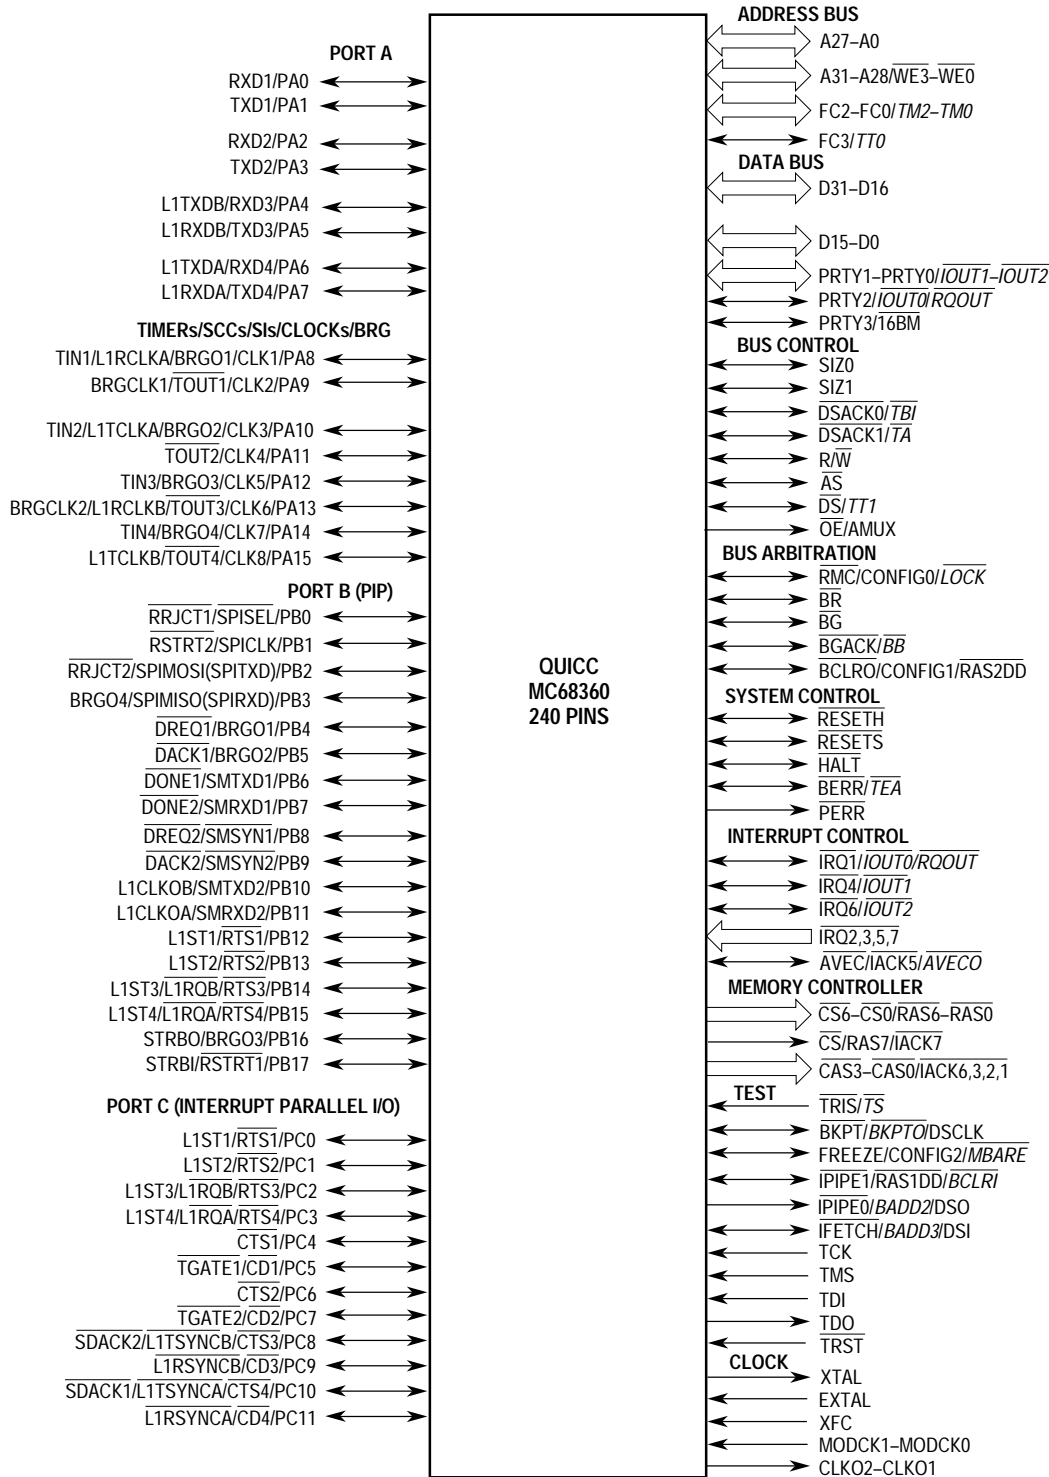 PORT A
RXD1/PA0
TXD1/PA1
RXD2/PA2
TXD2/PA3
L1TXDB/RXD3/PA4
L1RXDB/TXD3/PA5
L1TXDA/RXD4/PA6
L1RXDA/TXD4/PA7
TIMERs/SCCs/SIs/CLOCKs/BRG
TIN1/L1RCLKA/BRGO1/CLK1/PA8
BRGCLK1/TOUT1/CLK2/PA9
TIN2/L1TCLKA/BRGO2/CLK3/PA10
TOUT2/CLK4/PA11
TIN3/BRGO3/CLK5/PA12
BRGCLK2/L1RCLKB/TOUT3/CLK6/PA13
TIN4/BRGO4/CLK7/PA14
L1TCLKB/TOUT4/CLK8/PA15
PORT B (PIP)
RRJCT1/SPISEL/PB0
RSTRT2/SPICLK/PB1
RRJCT2/SPIMOSI(SPITXD)/PB2
BRGO4/SPIMISO(SPIRXD)/PB3
DREQ1/BRGO1/PB4
DACK1/BRGO2/PB5
DONE1/SMTXD1/PB6
DONE2/SMRXD1/PB7
DREQ2/SMSYN1/PB8
DACK2/SMSYN2/PB9
L1CLKOB/SMTXD2/PB10
L1CLKOA/SMRXD2/PB11
L1ST1/RTS1/PB12
L1ST2/RTS2/PB13
L1ST3/L1RQB/RTS3/PB14
L1ST4/L1RQA/RTS4/PB15
STRBO/BRGO3/PB16
STRBI/RSTRT1/PB17
PORT C (INTERRUPT PARALLEL I/O)
L1ST1/RTS1/PC0
L1ST2/RTS2/PC1
L1ST3/L1RQB/RTS3/PC2
L1ST4/L1RQA/RTS4/PC3
CTS1/PC4
TGATE1/CD1/PC5
CTS2/PC6
TGATE2/CD2/PC7
SDACK2/L1TSYNCB/CTS3/PC8
L1RSYNCB/CD3/PC9
SDACK1/L1TSYNCA/CTS4/PC10
L1RSYNCA/CD4/PC11
QUICC
MC68360
240 PINS
ADDRESS BUS
A27–A0
A31–A28/WE3–WE0
FC2–FC0/TM2–TM0
FC3/TT0
DATA BUS
D31–D16
D15–D0
PRTY1–PRTY0/IOUT1–IOUT2
PRTY2/IOUT0/RQOUT
PRTY3/16BM
BUS CONTROL
SIZ0
SIZ1
DSACK0/TBI
DSACK1/TA
R/W
AS
DS/TT1
OE/AMUX
BUS ARBITRATION
RMC/CONFIG0/LOCK
BR
BG
BGACK/BB
BCLRO/CONFIG1/RAS2DD
SYSTEM CONTROL
RESETH
RESETS
HALT
BERR/TEA
PERR
INTERRUPT CONTROL
IRQ1/IOUT0/RQOUT
IRQ4/IOUT1
IRQ6/IOUT2
IRQ2,3,5,7
AVEC/IACK5/AVECO
MEMORY CONTROLLER
CS6–CS0/RAS6–RAS0
CS/RAS7/IACK7
CAS3–CAS0/IACK6,3,2,1
TEST
TRIS/TS
BKPT/BKPTO/DSCLK
FREEZE/CONFIG2/MBARE
IPIPE1/RAS1DD/BCLRI
IPIPE0/BADD2/DSO
IFETCH/BADD3/DSI
TCK
TMS
TDI
TDO
TRST
CLOCK
XTAL
EXTAL
XFC
MODCK1–MODCK0
CLKO2–CLKO1